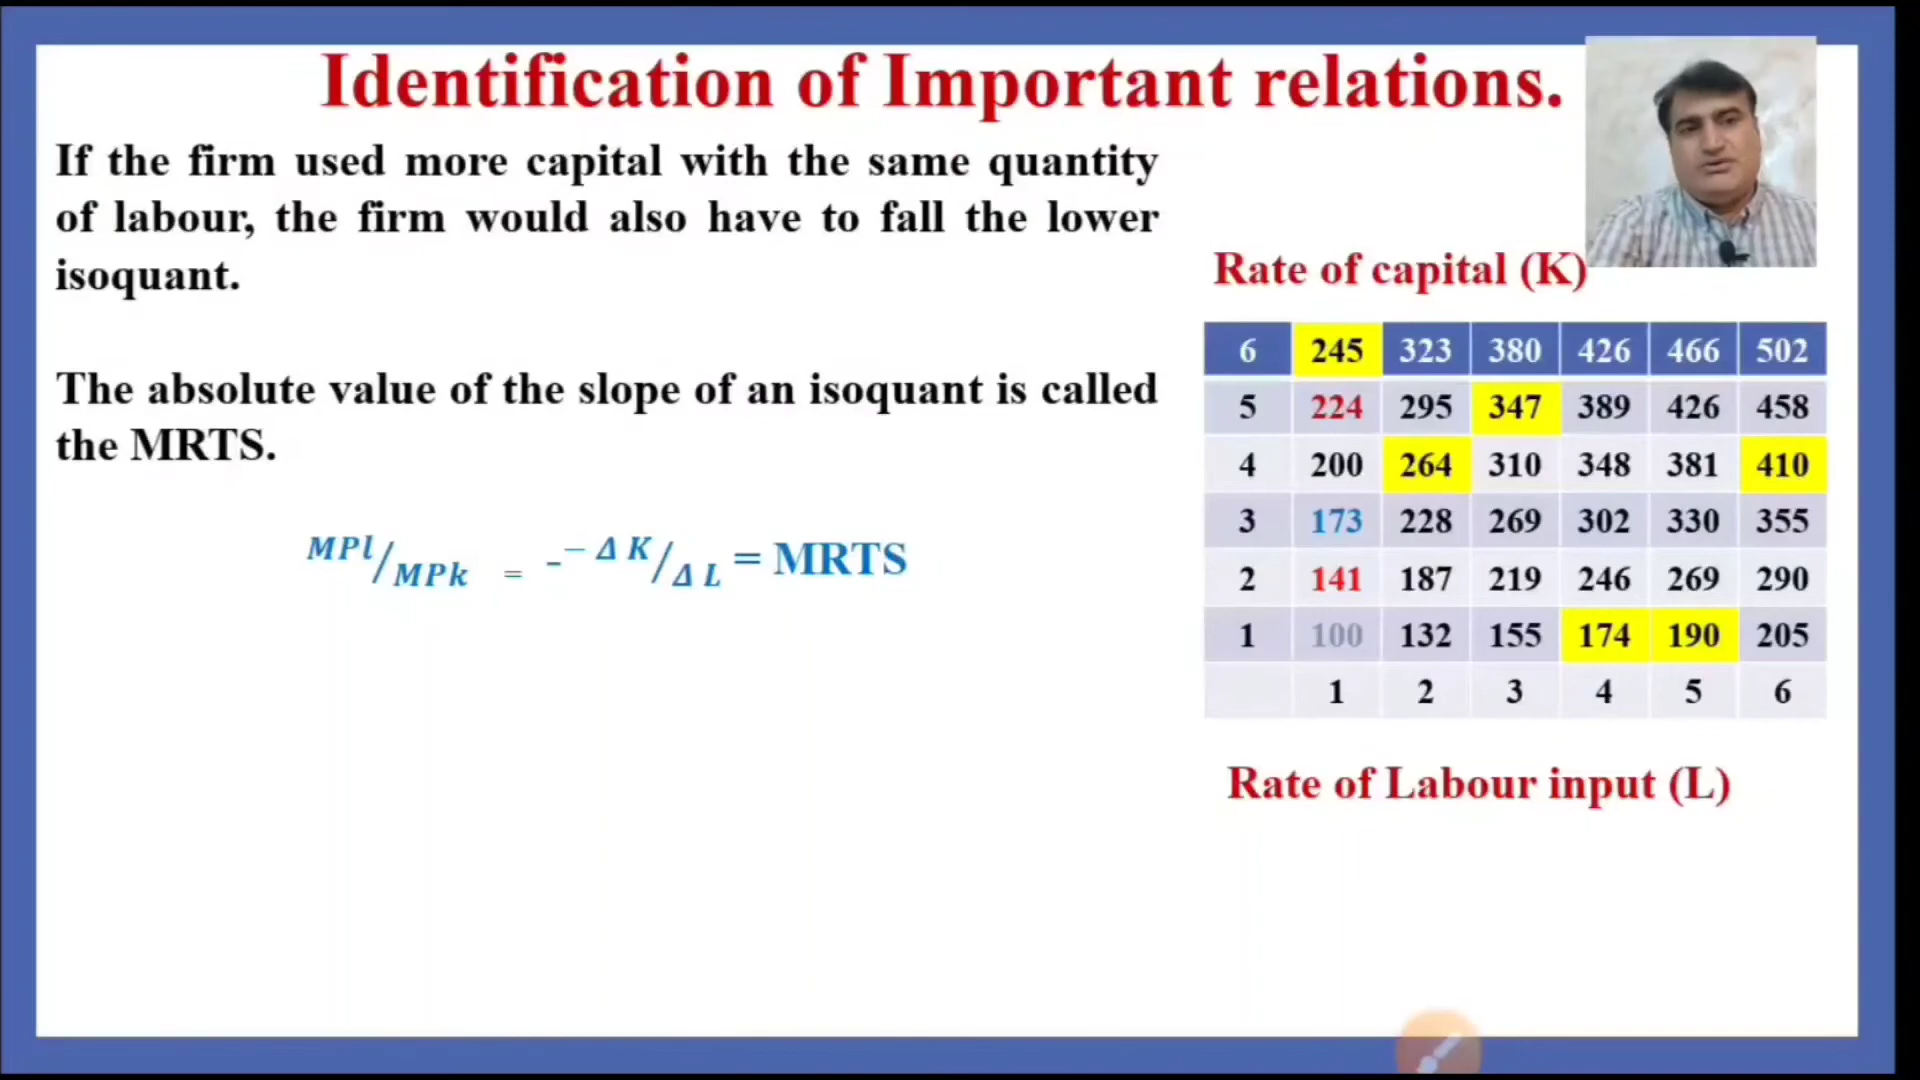 Identification of Important relations.
If the firm used more capital with the same quantity
of labour, the firm would also have to fall the lower
isoquant.
The absolute value of the slope of an isoquant is called
the MRTS.
MPl/MPk = -− Δ K/Δ L = MRTS
Rate of capital (K)
6 245 323 380 426 466 502
5 224 295 347 389 426 458
4 200 264 310 348 381 410
3 173 228 269 302 330 355
2 141 187 219 246 269 290
1 100 132 155 174 190 205
1 2 3 4 5 6
Rate of Labour input (L)